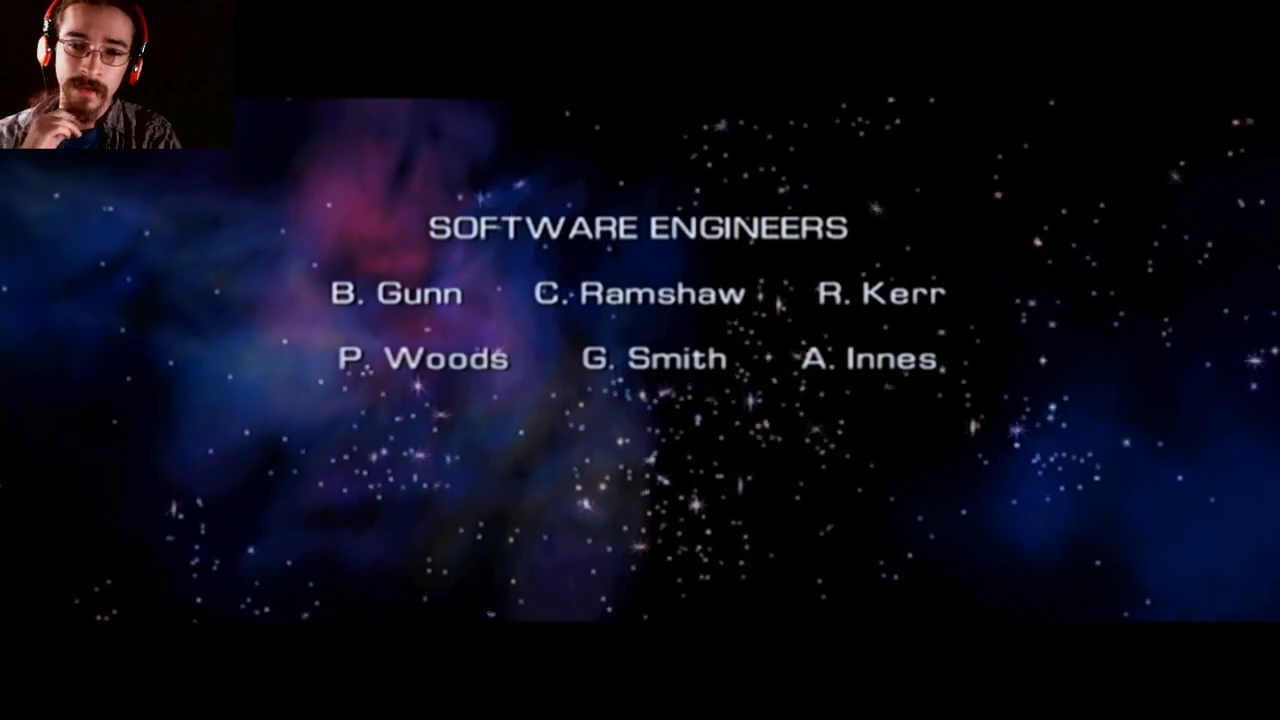 SOFTWARE ENGINEERS
B. Gunn C. Ramshaw R. Kerr
P. Woods G. Smith A. Innes